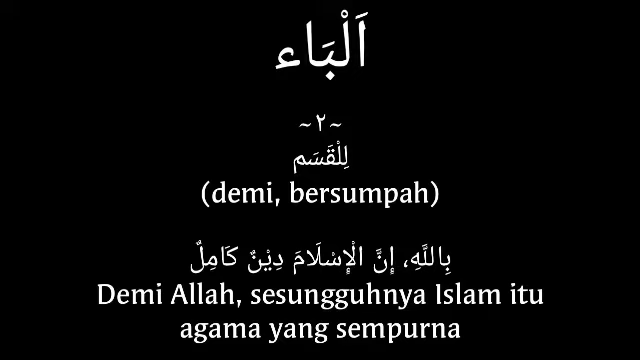 اَلْبَاء
~٢~
لِلْقَسَم
(demi, bersumpah)
بِاللَّهِ، إِنَّ الْإِسْلَامَ دِيْنٌ كَامِلٌ
Demi Allah, sesungguhnya Islam itu
agama yang sempurna